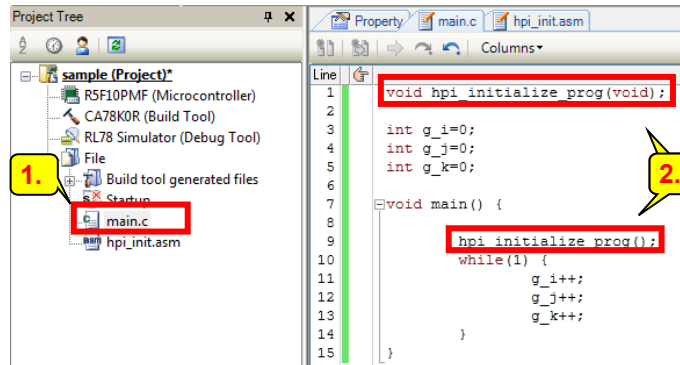 Project Tree
sample (Project)*
R5F10PMF (Microcontroller)
CA78K0R (Build Tool)
RL78 Simulator (Debug Tool)
File
Build tool generated files
Startup
main.c
hpi_init.asm
1.
Property
main.c
hpi_init.asm
Columns
Line
1 void hpi_initialize_prog(void);
2
3 int g_i=0;
4 int g_j=0;
5 int g_k=0;
6
7 void main() {
8
9 hpi_initialize_prog();
10 while(1) {
11 g_i++;
12 g_j++;
13 g_k++;
14 }
15 }
2.